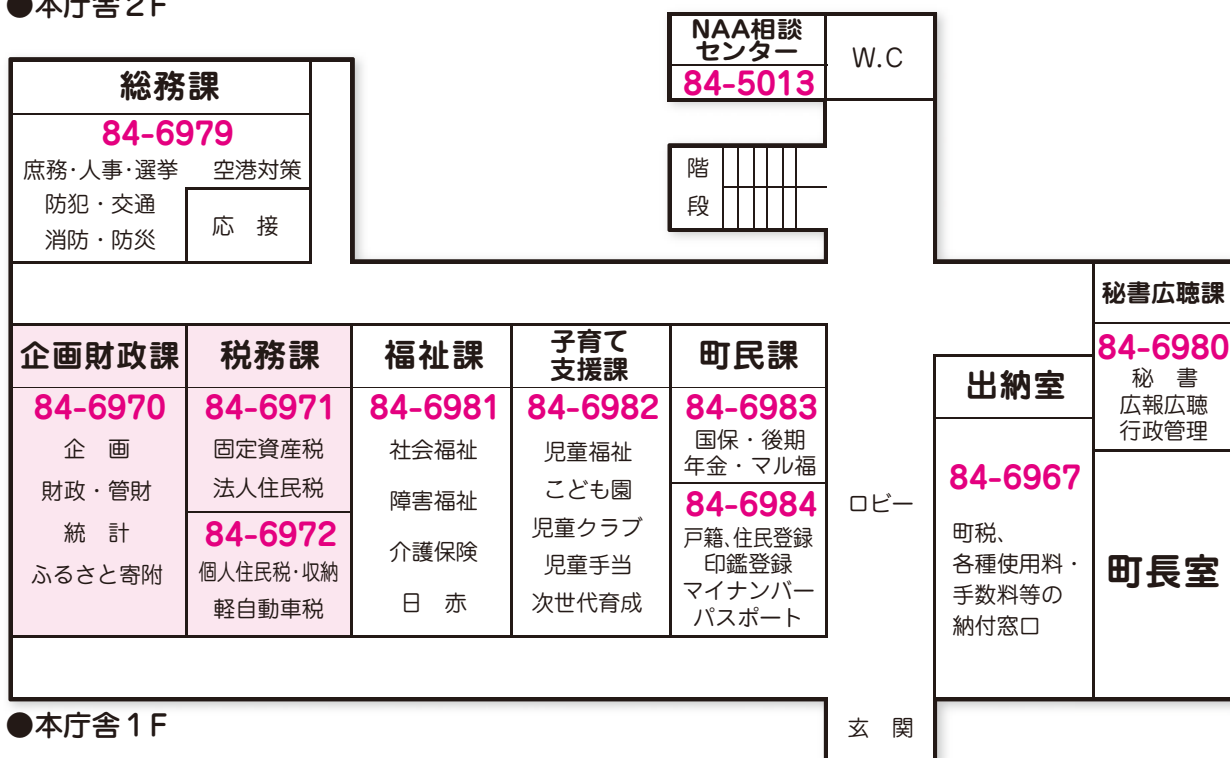 ●本庁舎2F
NAA相談
センター
84-5013
W.C
総務課
84-6979
庶務・人事・選挙
防犯・交通
消防・防災
空港対策
応 接
階
段
企画財政課
84-6970
企 画
財政・管財
統 計
ふるさと寄附
税務課
84-6971
固定資産税
法人住民税
84-6972
個人住民税・収納
軽自動車税
福祉課
84-6981
社会福祉
障害福祉
介護保険
日 赤
子育て
支援課
84-6982
児童福祉
こども園
児童クラブ
児童手当
次世代育成
町民課
84-6983
国保・後期
年金・マル福
84-6984
戸籍、住民登録
印鑑登録
マイナンバー
パスポート
ロビー
出納室
84-6967
町税、
各種使用料・
手数料等の
納付窓口
秘書広聴課
84-6980
秘 書
広報広聴
行政管理
町長室
●本庁舎1F
玄 関